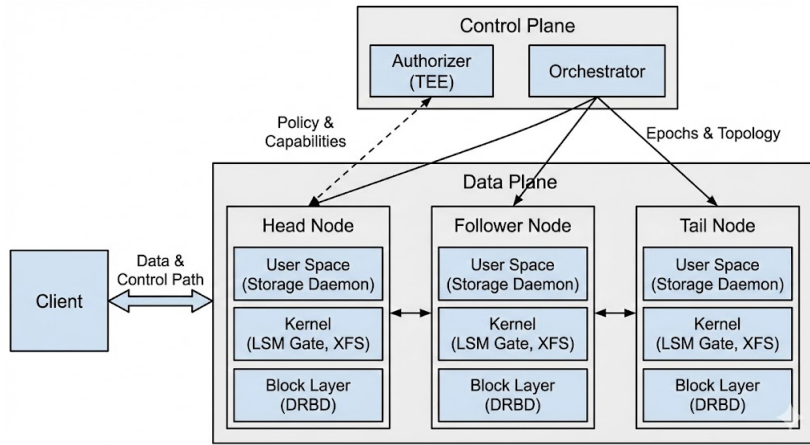 Control Plane
Authorizer
(TEE)
Orchestrator
Policy &
Capabilities
Epochs & Topology
Data Plane
Head Node
Follower Node
Tail Node
Data &
Control Path
Client
User Space
(Storage Daemon)
Kernel
(LSM Gate, XFS)
Block Layer
(DRBD)
User Space
(Storage Daemon)
Kernel
(LSM Gate, XFS)
Block Layer
(DRBD)
User Space
(Storage Daemon)
Kernel
(LSM Gate, XFS)
Block Layer
(DRBD)